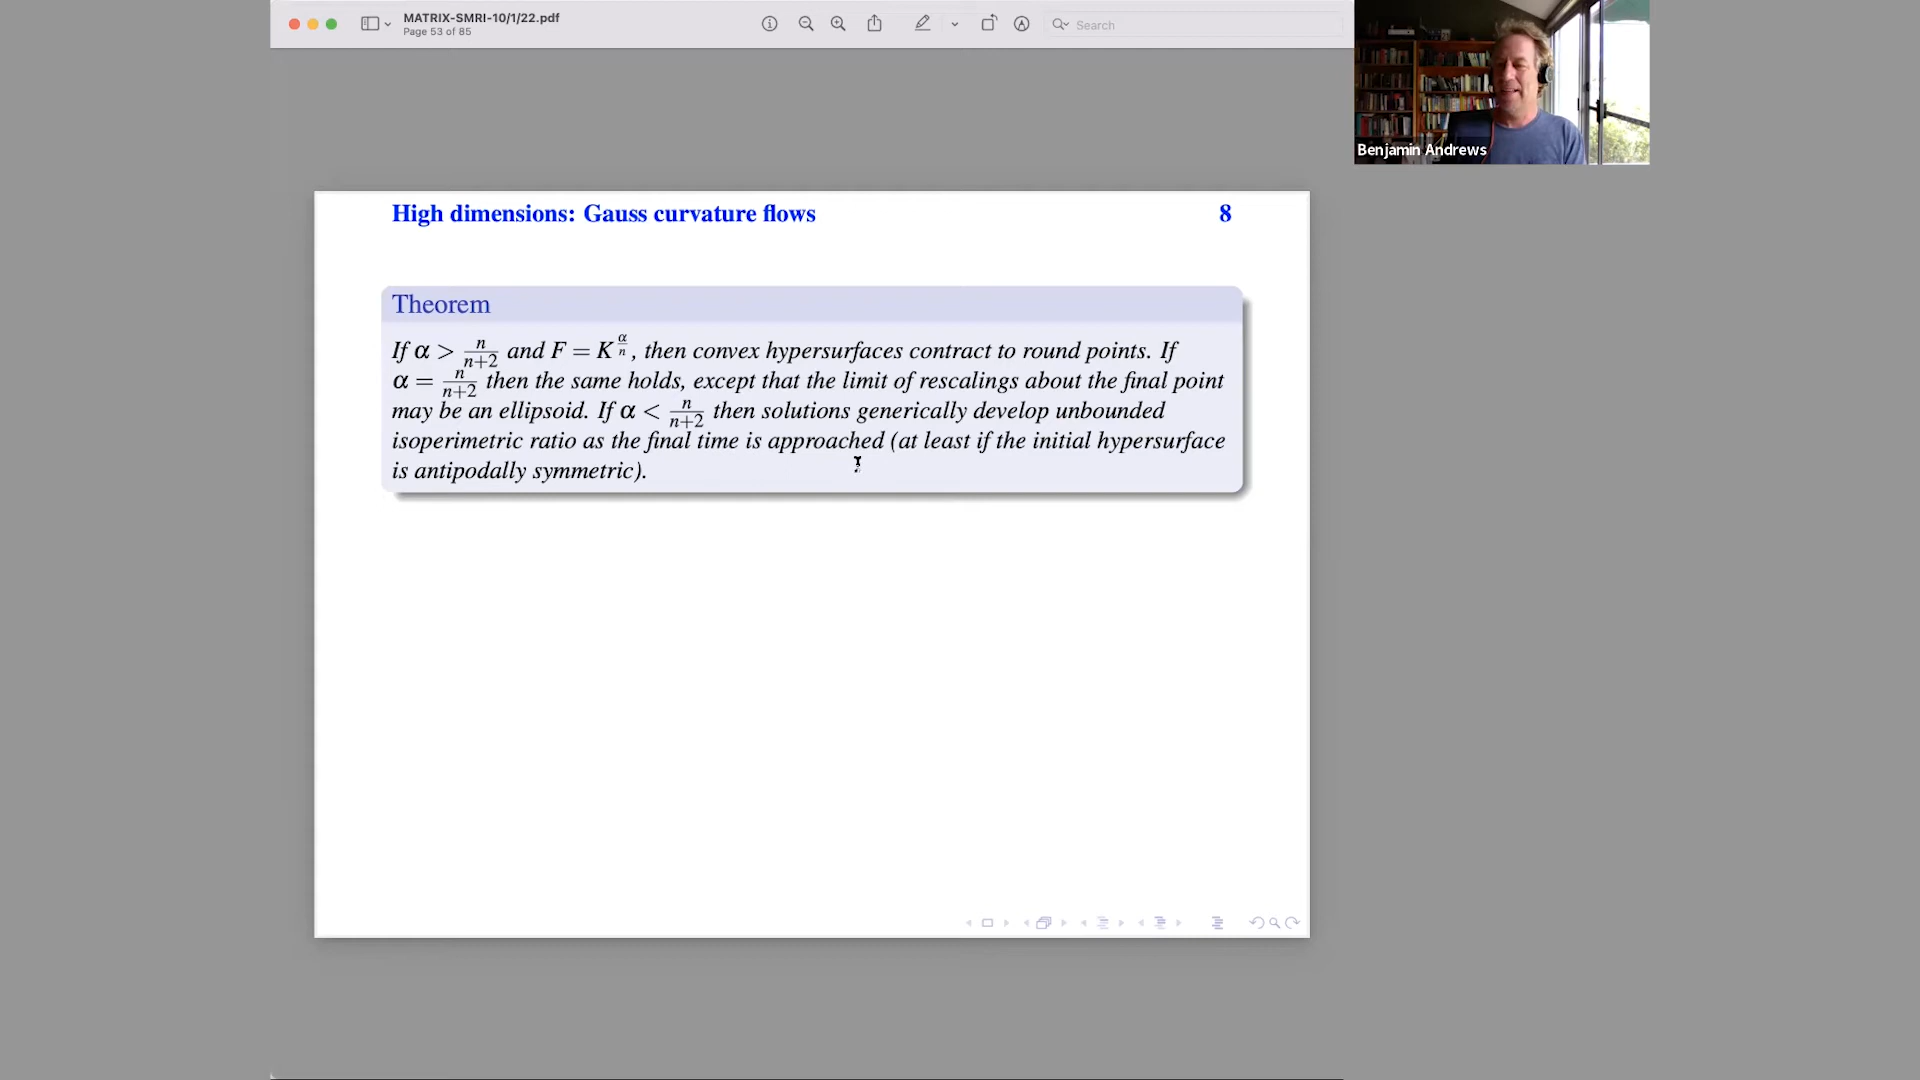 MATRIX-SMRI-10/1/22.pdf
Page 53 of 85
Search
Benjamin Andrews
High dimensions: Gauss curvature flows 8
Theorem
If α > n/(n+2) and F = K^(α/n), then convex hypersurfaces contract to round points. If
α = n/(n+2) then the same holds, except that the limit of rescalings about the final point
may be an ellipsoid. If α < n/(n+2) then solutions generically develop unbounded
isoperimetric ratio as the final time is approached (at least if the initial hypersurface
is antipodally symmetric).